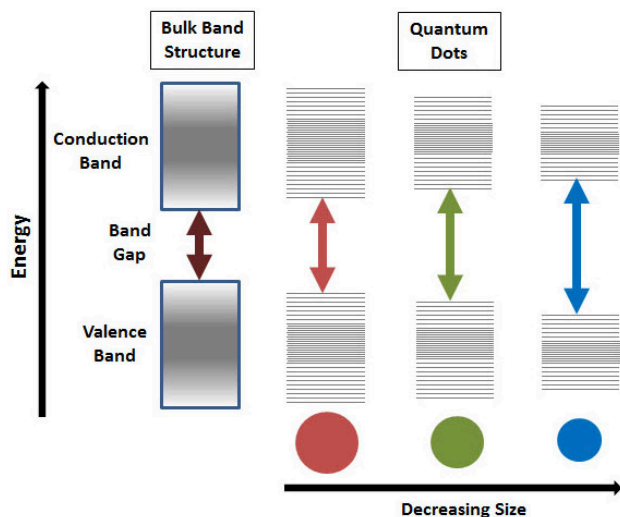 Bulk Band
Structure
Quantum
Dots
Conduction
Band
Band
Gap
Valence
Band
Energy
Decreasing Size